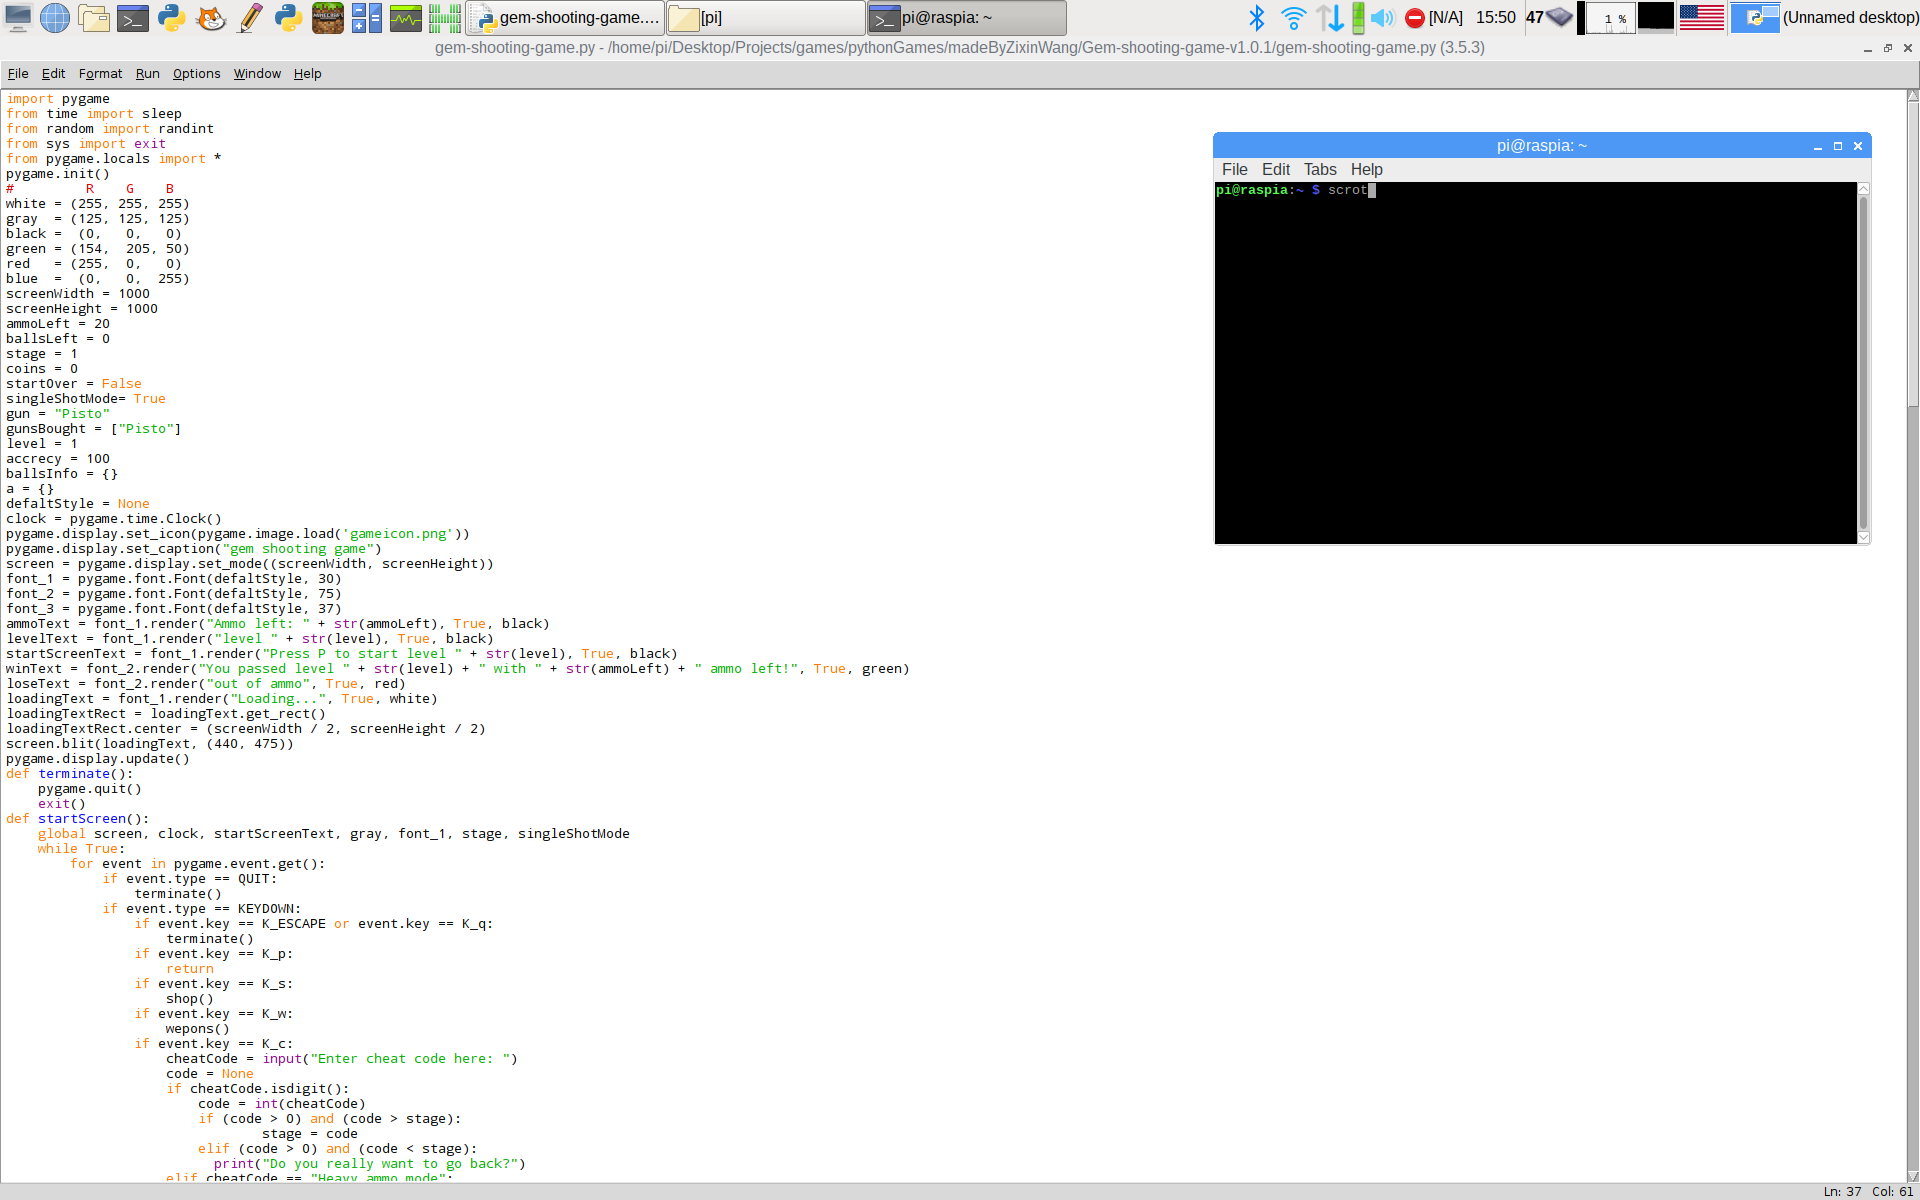 gem-shooting-game....
[pi]
pi@raspia: ~
[N/A]
15:50
47
1 %
(Unnamed desktop)
gem-shooting-game.py - /home/pi/Desktop/Projects/games/pythonGames/madeByZixinWang/Gem-shooting-game-v1.0.1/gem-shooting-game.py (3.5.3)
File Edit Format Run Options Window Help
import pygame
from time import sleep
from random import randint
from sys import exit
from pygame.locals import *
pygame.init()
#         R    G    B
white = (255, 255, 255)
gray  = (125, 125, 125)
black =  (0,   0,   0)
green = (154,  205, 50)
red   = (255,  0,   0)
blue  =  (0,   0,  255)
screenWidth = 1000
screenHeight = 1000
ammoLeft = 20
ballsLeft = 0
stage = 1
coins = 0
startOver = False
singleShotMode= True
gun = "Pisto"
gunsBought = ["Pisto"]
level = 1
accrecy = 100
ballsInfo = {}
a = {}
defaltStyle = None
clock = pygame.time.Clock()
pygame.display.set_icon(pygame.image.load('gameicon.png'))
pygame.display.set_caption("gem shooting game")
screen = pygame.display.set_mode((screenWidth, screenHeight))
font_1 = pygame.font.Font(defaltStyle, 30)
font_2 = pygame.font.Font(defaltStyle, 75)
font_3 = pygame.font.Font(defaltStyle, 37)
ammoText = font_1.render("Ammo left: " + str(ammoLeft), True, black)
levelText = font_1.render("level " + str(level), True, black)
startScreenText = font_1.render("Press P to start level " + str(level), True, black)
winText = font_2.render("You passed level " + str(level) + " with " + str(ammoLeft) + " ammo left!", True, green)
loseText = font_2.render("out of ammo", True, red)
loadingText = font_1.render("Loading...", True, white)
loadingTextRect = loadingText.get_rect()
loadingTextRect.center = (screenWidth / 2, screenHeight / 2)
screen.blit(loadingText, (440, 475))
pygame.display.update()
def terminate():
    pygame.quit()
    exit()
def startScreen():
    global screen, clock, startScreenText, gray, font_1, stage, singleShotMode
    while True:
        for event in pygame.event.get():
            if event.type == QUIT:
                terminate()
            if event.type == KEYDOWN:
                if event.key == K_ESCAPE or event.key == K_q:
                    terminate()
                if event.key == K_p:
                    return
                if event.key == K_s:
                    shop()
                if event.key == K_w:
                    wepons()
                if event.key == K_c:
                    cheatCode = input("Enter cheat code here: ")
                    code = None
                    if cheatCode.isdigit():
                        code = int(cheatCode)
                        if (code > 0) and (code > stage):
                                stage = code
                        elif (code > 0) and (code < stage):
                          print("Do you really want to go back?")
                    elif cheatCode == "Heavy ammo mode":
pi@raspia: ~
File Edit Tabs Help
pi@raspia:~ $ scrot
Ln: 37 Col: 61